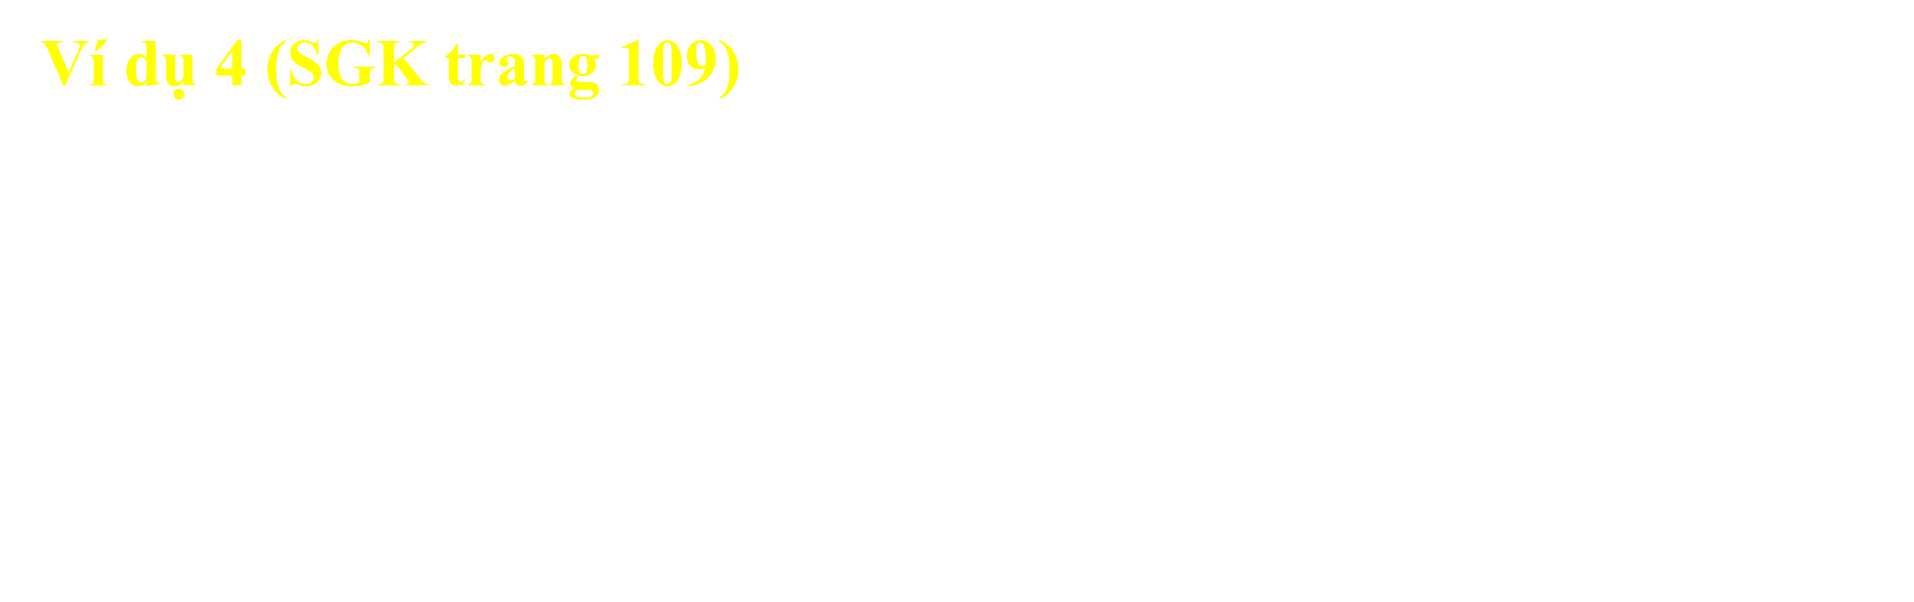 Ví dụ 4 (SGK trang 109)